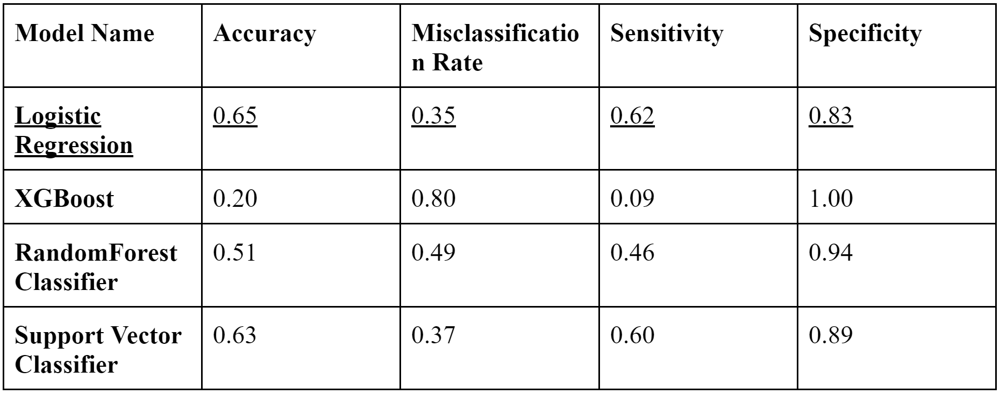 Model Name Accuracy Misclassificatio Sensitivity Specificity
n Rate
Logistic 0.65 0.35 0.62 0.83
Regression
XGBoost 0.20 0.80 0.09 1.00
RandomForest 0.51 0.49 0.46 0.94
Classifier
Support Vector 0.63 0.37 0.60 0.89
Classifier